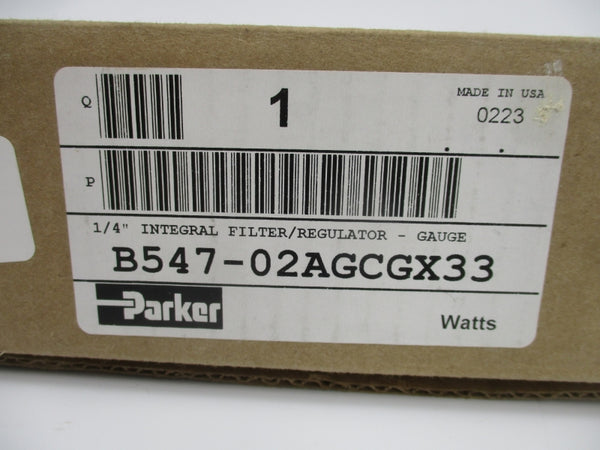 Q
1
MADE IN USA
0223
P
1/4" INTEGRAL FILTER/REGULATOR - GAUGE
B547-02AGCGX33
Parker
Watts